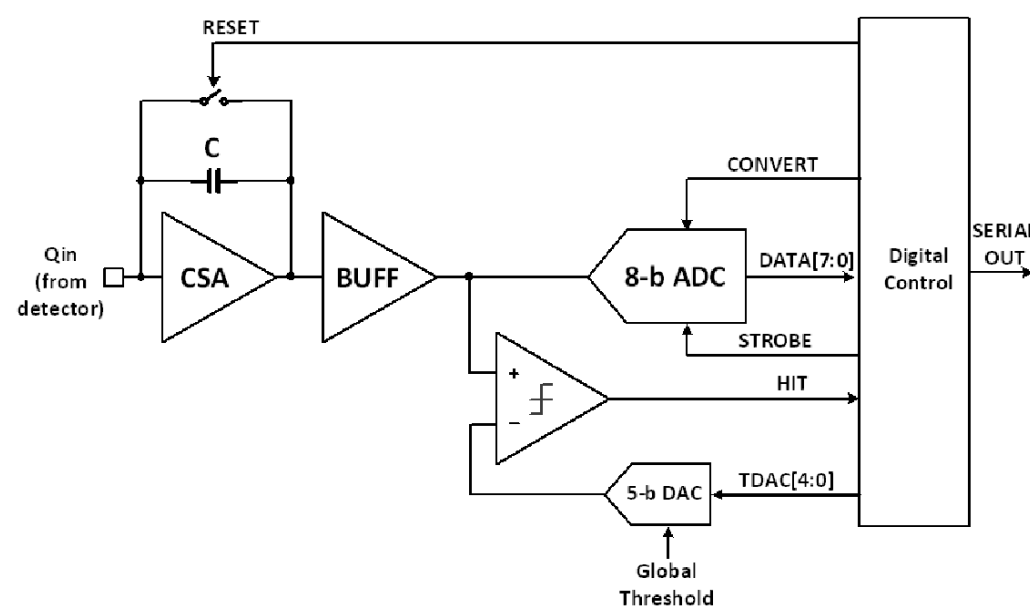 RESET
C
CONVERT
Qin
(from
detector)
CSA
BUFF
8-b ADC
DATA[7:0]
Digital
Control
SERIAL
OUT
STROBE
+
HIT
−
5-b DAC
TDAC[4:0]
Global
Threshold